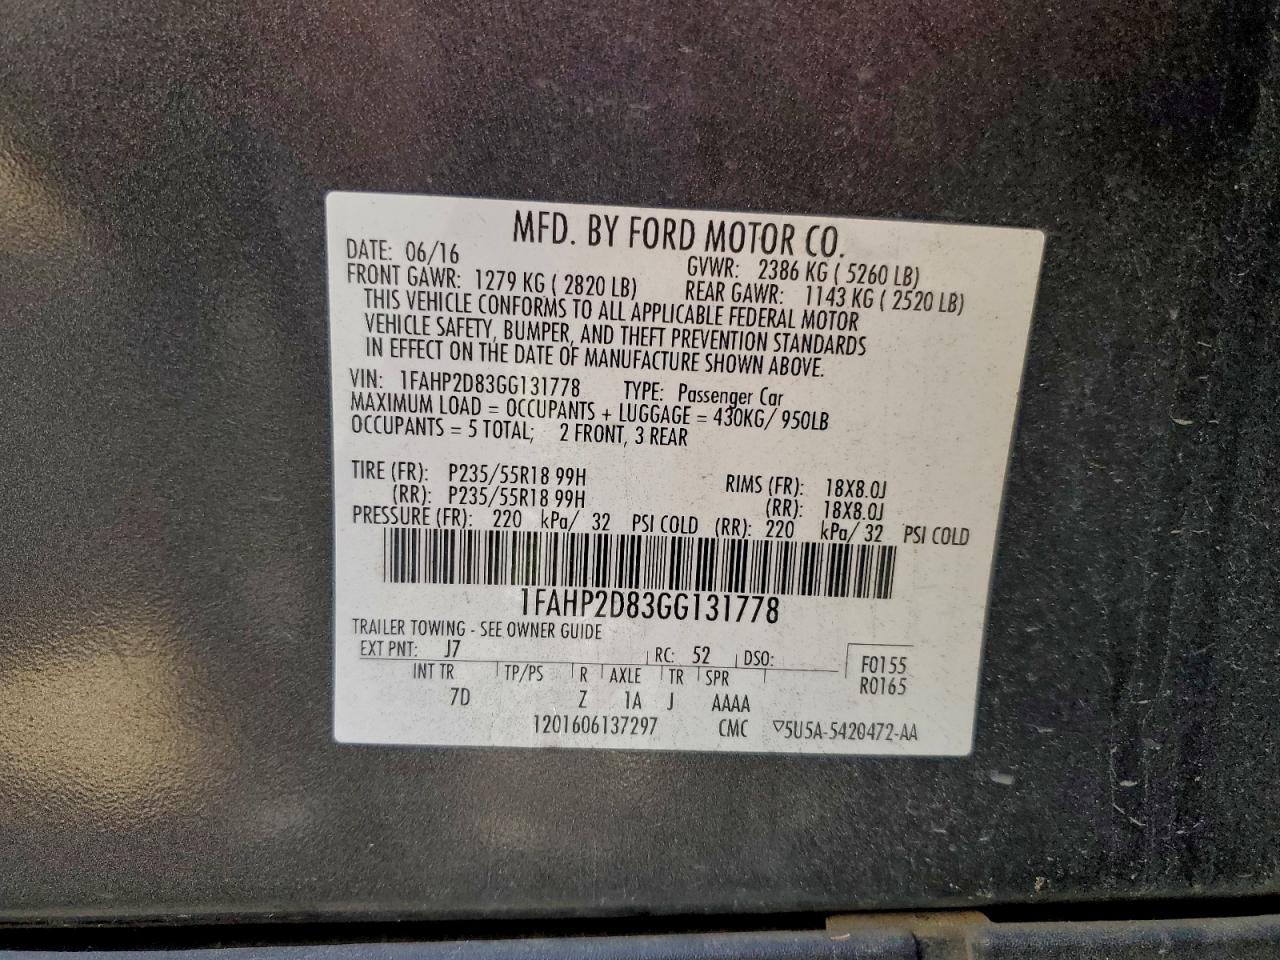 MFD. BY FORD MOTOR CO.
DATE: 06/16 GVWR: 2386 KG ( 5260 LB)
FRONT GAWR: 1279 KG ( 2820 LB) REAR GAWR: 1143 KG ( 2520 LB)
THIS VEHICLE CONFORMS TO ALL APPLICABLE FEDERAL MOTOR
VEHICLE SAFETY, BUMPER, AND THEFT PREVENTION STANDARDS
IN EFFECT ON THE DATE OF MANUFACTURE SHOWN ABOVE.
VIN: 1FAHP2D83GG131778 TYPE: Passenger Car
MAXIMUM LOAD = OCCUPANTS + LUGGAGE = 430KG/ 950LB
OCCUPANTS = 5 TOTAL; 2 FRONT, 3 REAR
TIRE (FR): P235/55R18 99H RIMS (FR): 18X8.0J
(RR): P235/55R18 99H (RR): 18X8.0J
PRESSURE (FR): 220 kPa/ 32 PSI COLD (RR): 220 kPa/ 32 PSI COLD
1FAHP2D83GG131778
TRAILER TOWING - SEE OWNER GUIDE
EXT PNT: J7 RC: 52 DSO: F0155
INT TR TP/PS R AXLE TR SPR R0165
7D Z 1A J AAAA
1201606137297 CMC ▽5U5A-5420472-AA